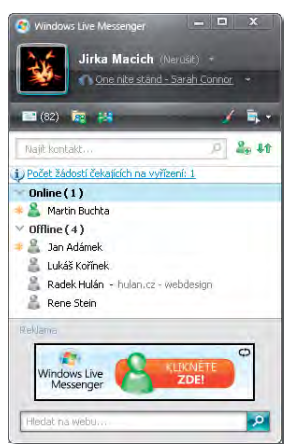 Windows Live Messenger
Jirka Macich (Nerušit)
One nite stand - Sarah Connor
(82)
Najít kontakt...
Počet žádostí čekajících na vyřízení: 1
Online ( 1 )
Martin Buchta
Offline ( 4 )
Jan Adámek
Lukáš Kořínek
Radek Hulán - hulan.cz - webdesign
Rene Stein
Reklama
Windows Live
Messenger
KLIKNĚTE
ZDE!
Hledat na webu...